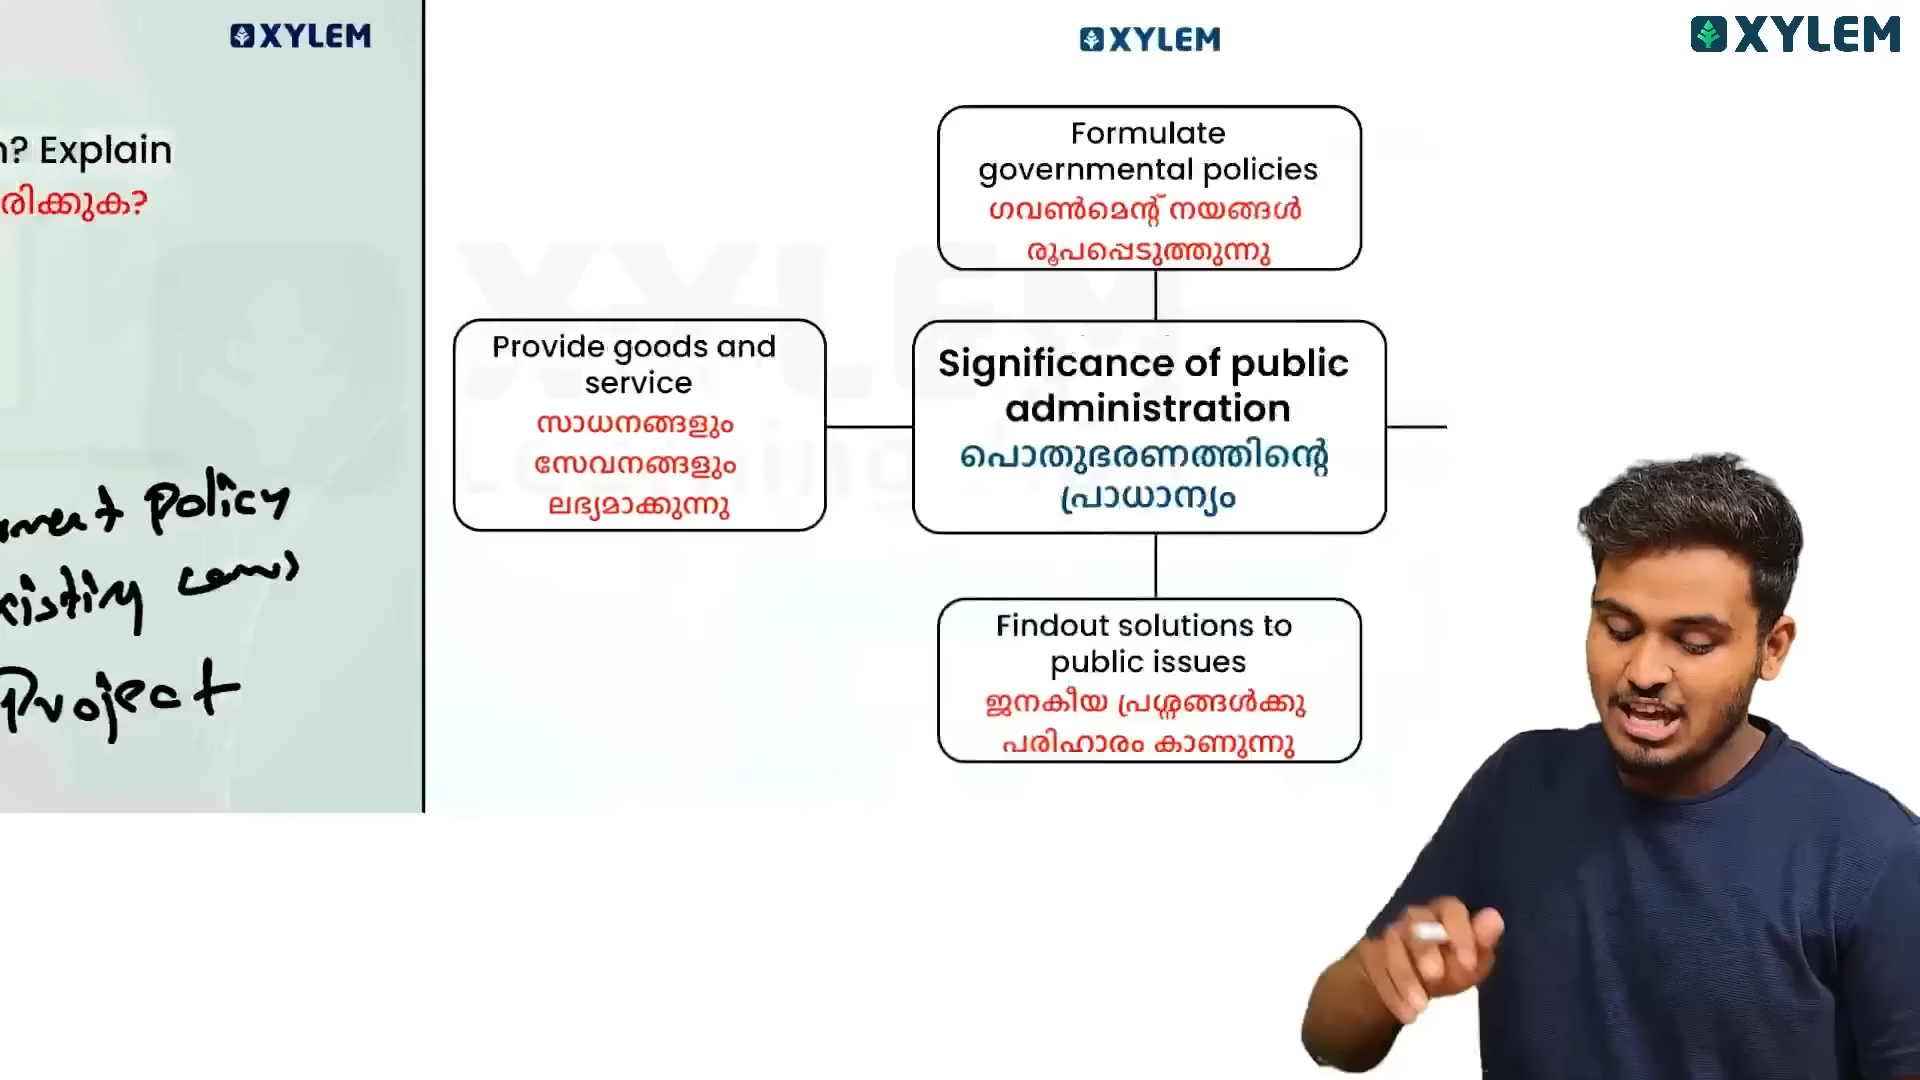 XYLEM
XYLEM
XYLEM
? Explain
രിക്കുക?
policy
Project
Formulate
governmental policies
ഗവൺമെന്റ് നയങ്ങൾ
രൂപപ്പെടുത്തുന്നു
Provide goods and
service
സാധനങ്ങളും
സേവനങ്ങളും
ലഭ്യമാക്കുന്നു
Significance of public
administration
പൊതുഭരണത്തിന്റെ
പ്രാധാന്യം
Findout solutions to
public issues
ജനകീയ പ്രശ്നങ്ങൾക്കു
പരിഹാരം കാണുന്നു
XYLEM
Learning